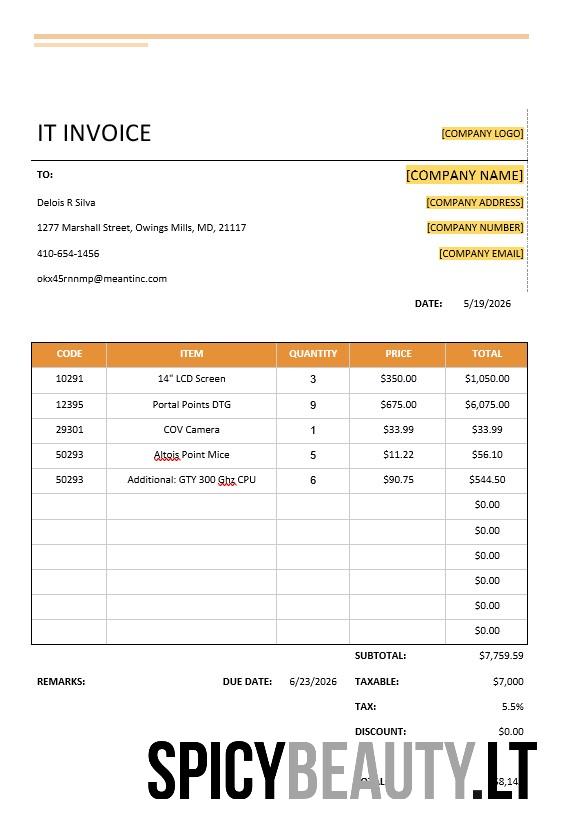 IT INVOICE [COMPANY LOGO]
TO: [COMPANY NAME]
Delois R Silva [COMPANY ADDRESS]
1277 Marshall Street, Owings Mills, MD, 21117 [COMPANY NUMBER]
410-654-1456 [COMPANY EMAIL]
okx45rnnmp@meantinc.com
DATE: 5/19/2026
CODE ITEM QUANTITY PRICE TOTAL
10291 14" LCD Screen 3 $350.00 $1,050.00
12395 Portal Points DTG 9 $675.00 $6,075.00
29301 COV Camera 1 $33.99 $33.99
50293 Altois Point Mice 5 $11.22 $56.10
50293 Additional: GTY 300 Ghz CPU 6 $90.75 $544.50
$0.00
$0.00
$0.00
$0.00
$0.00
$0.00
SUBTOTAL: $7,759.59
REMARKS: DUE DATE: 6/23/2026 TAXABLE: $7,000
TAX: 5.5%
DISCOUNT: $0.00
SPICYBEAUTY.LT